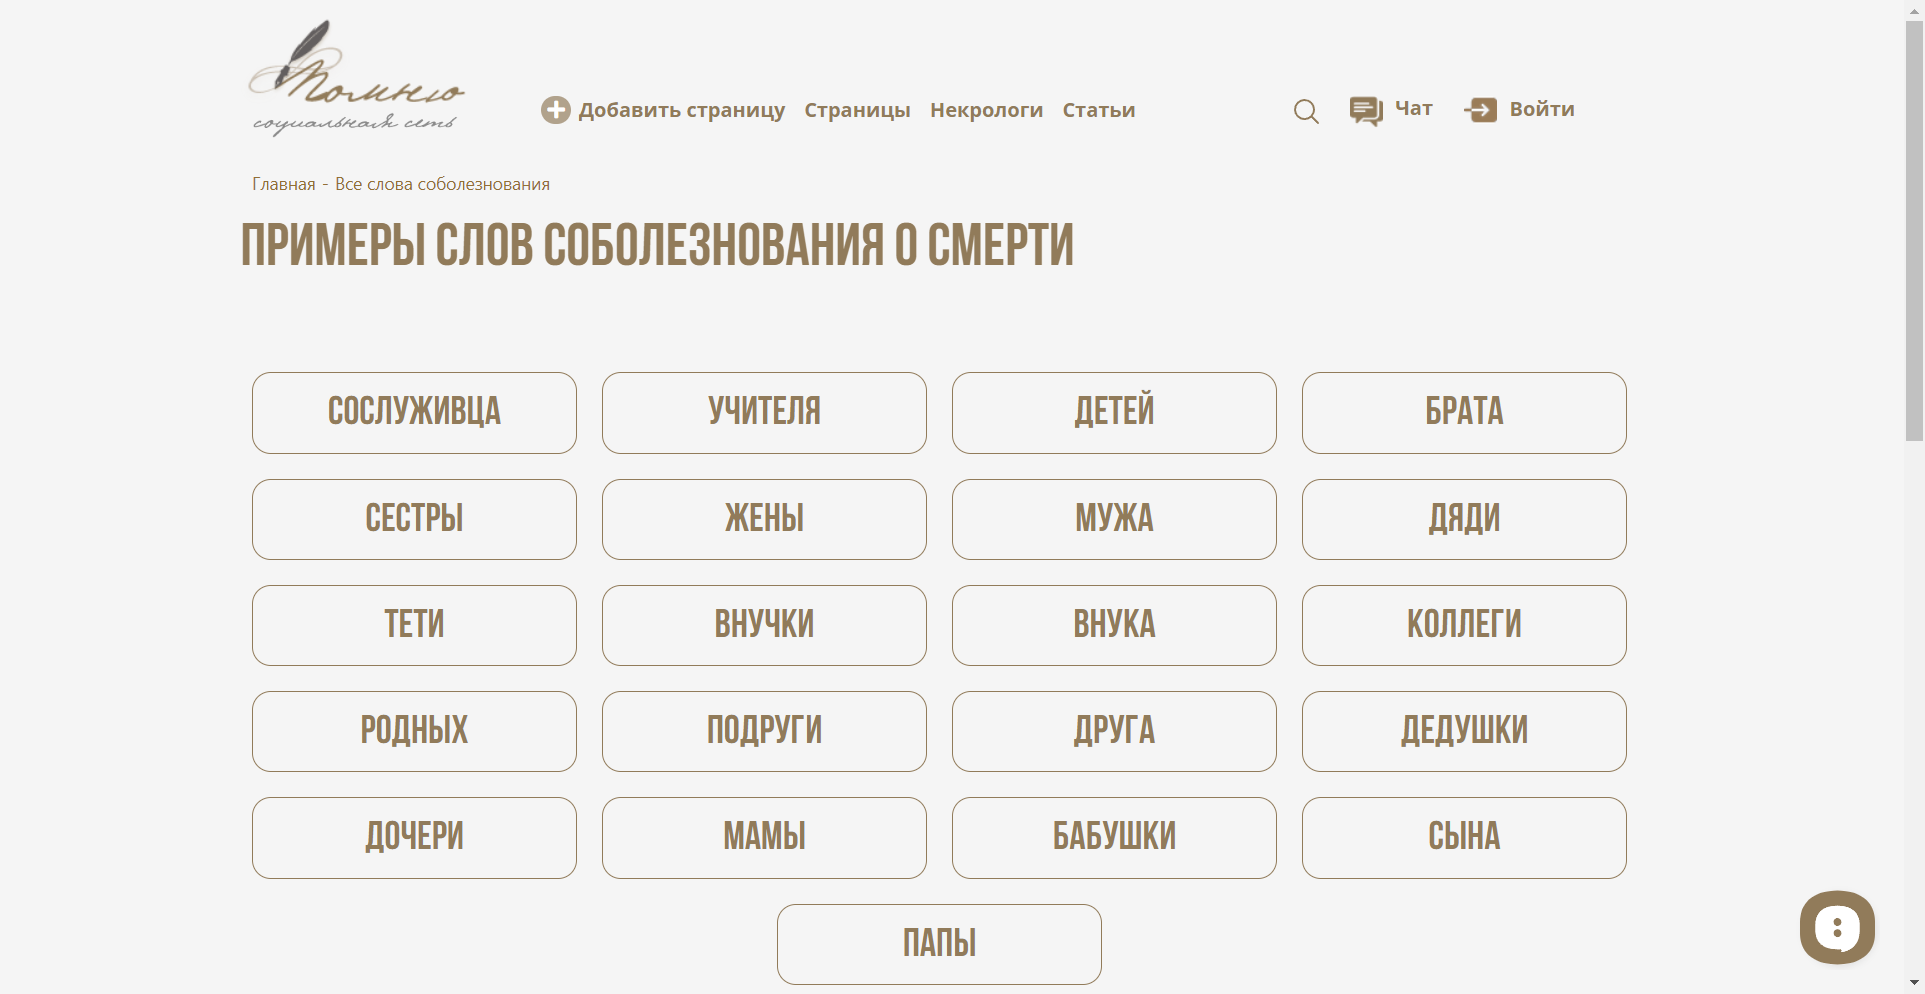 Помню
социальная сеть
Добавить страницу Страницы Некрологи Статьи Чат Войти
Главная - Все слова соболезнования
ПРИМЕРЫ СЛОВ СОБОЛЕЗНОВАНИЯ О СМЕРТИ
СОСЛУЖИВЦА УЧИТЕЛЯ ДЕТЕЙ БРАТА
СЕСТРЫ ЖЕНЫ МУЖА ДЯДИ
ТЕТИ ВНУЧКИ ВНУКА КОЛЛЕГИ
РОДНЫХ ПОДРУГИ ДРУГА ДЕДУШКИ
ДОЧЕРИ МАМЫ БАБУШКИ СЫНА
ПАПЫ